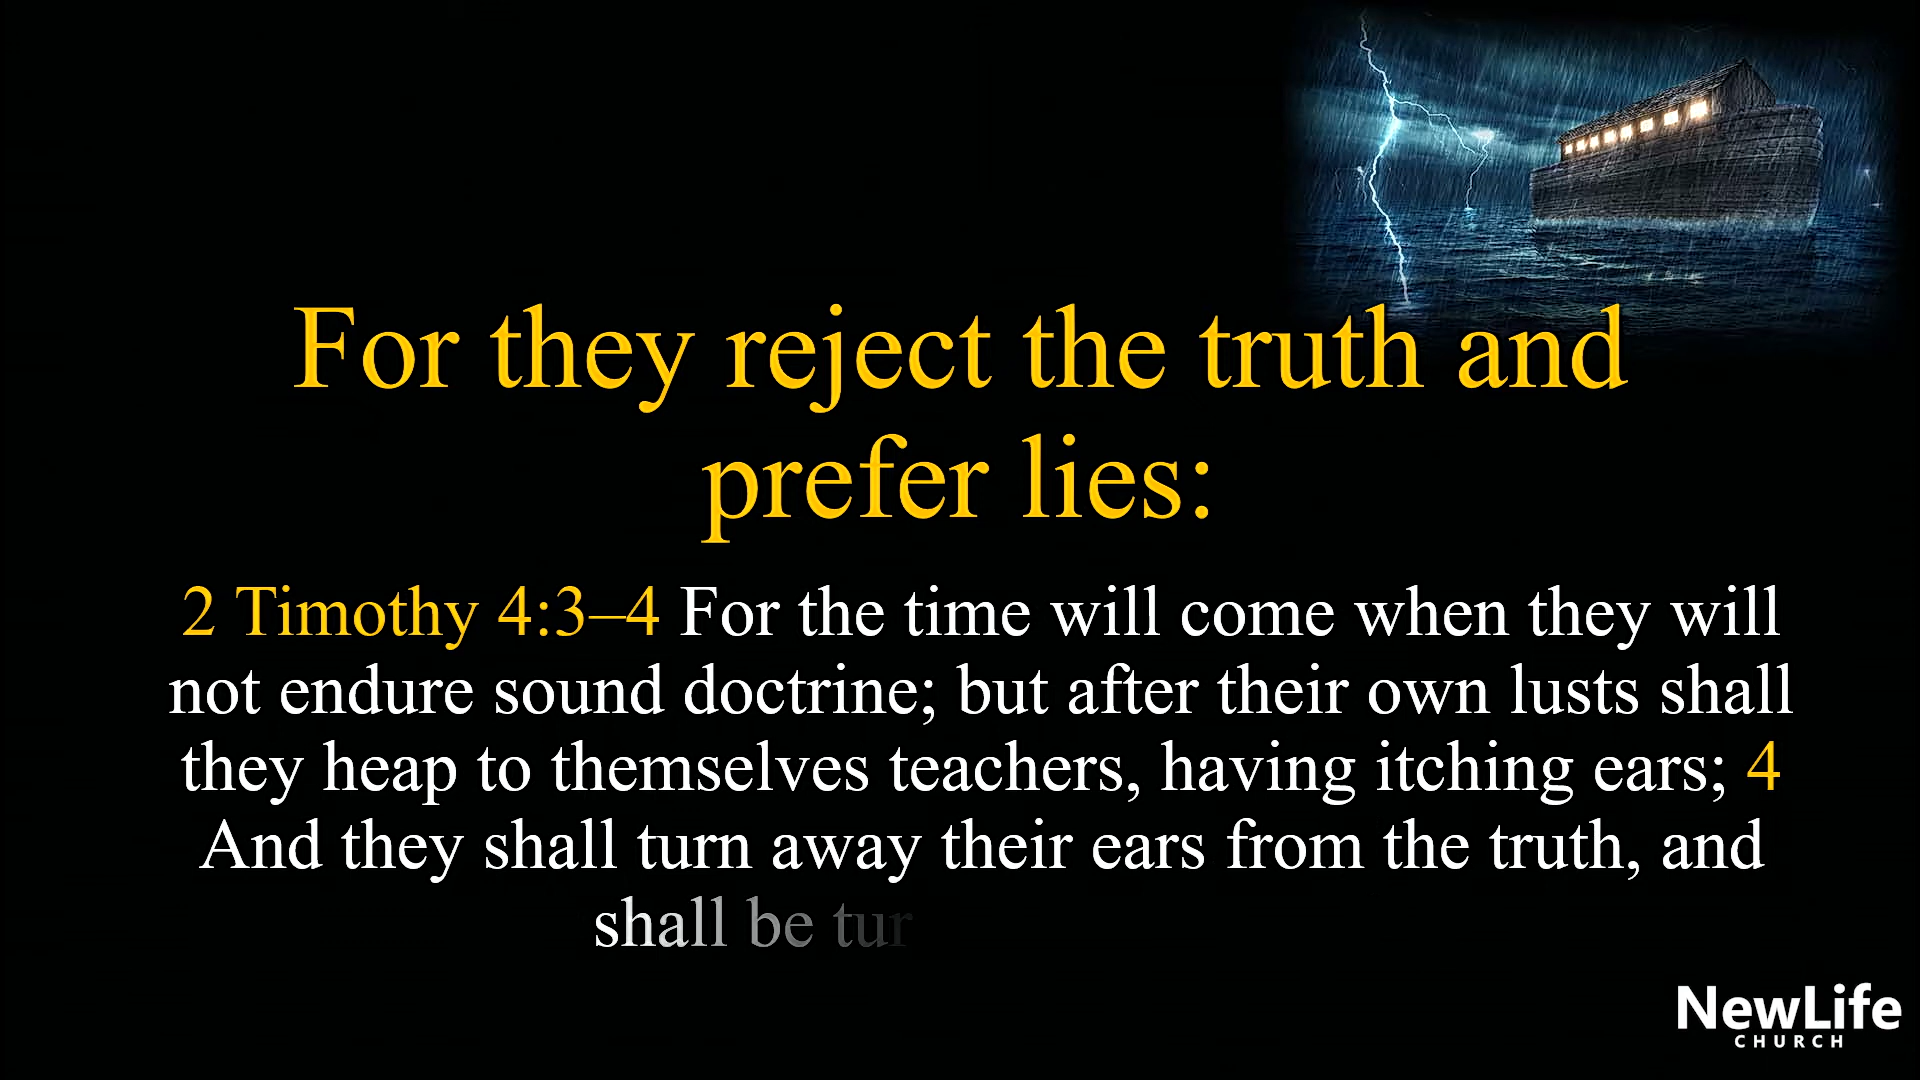 For they reject the truth and
prefer lies:
2 Timothy 4:3–4 For the time will come when they will
not endure sound doctrine; but after their own lusts shall
they heap to themselves teachers, having itching ears; 4
And they shall turn away their ears from the truth, and
shall be tur
NewLife
CHURCH